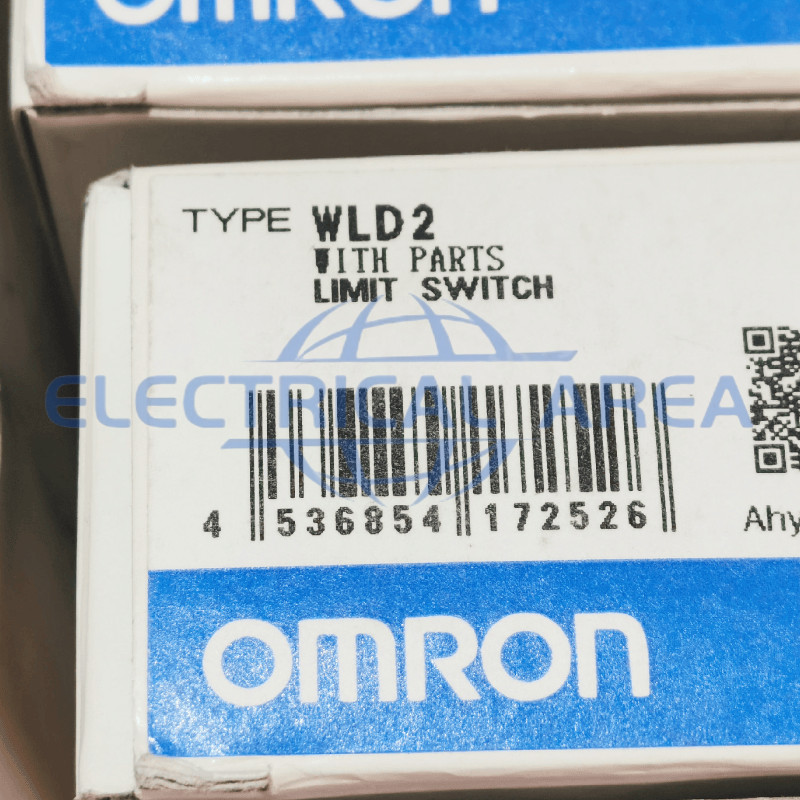 OMRON
TYPE WLD2
WITH PARTS
LIMIT SWITCH
ELECTRICAL AREA
4 536854 172526
Ahy
OMRON